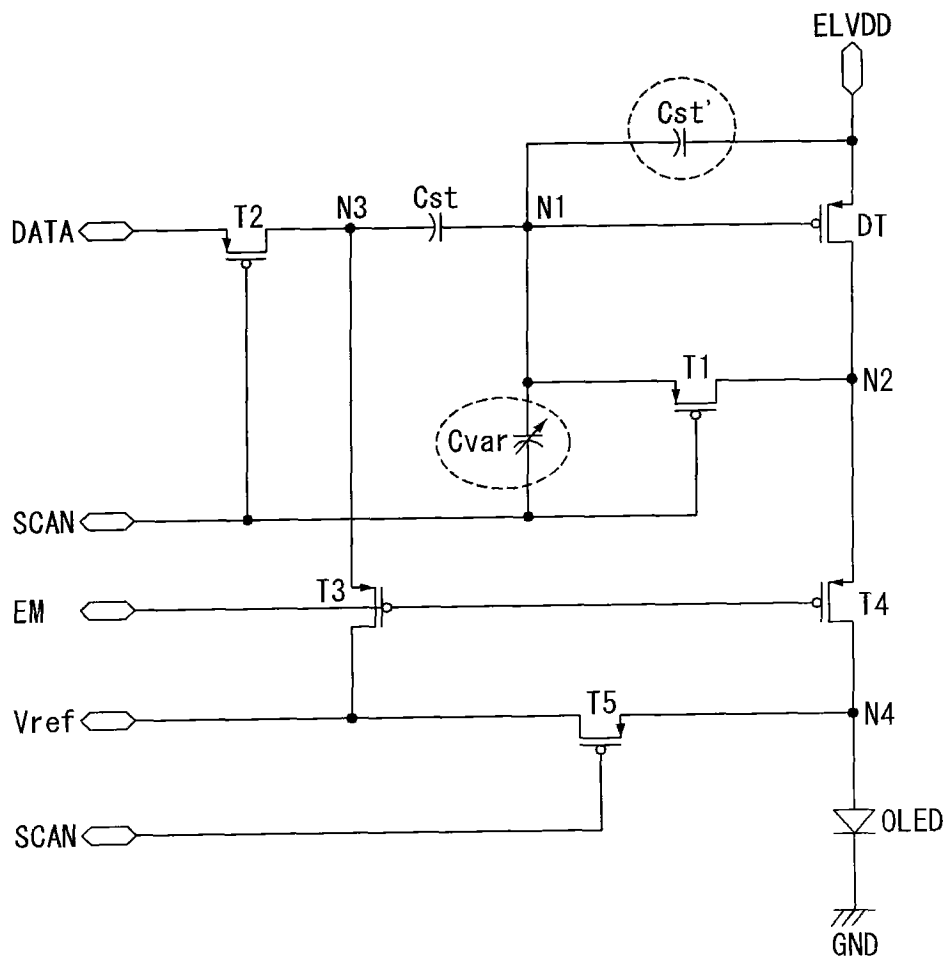 ELVDD
Cst'
Cst
N3
N1
T2
DATA
DT
T1
N2
Cvar
SCAN
T3
EM
T4
Vref
T5
N4
SCAN
OLED
GND